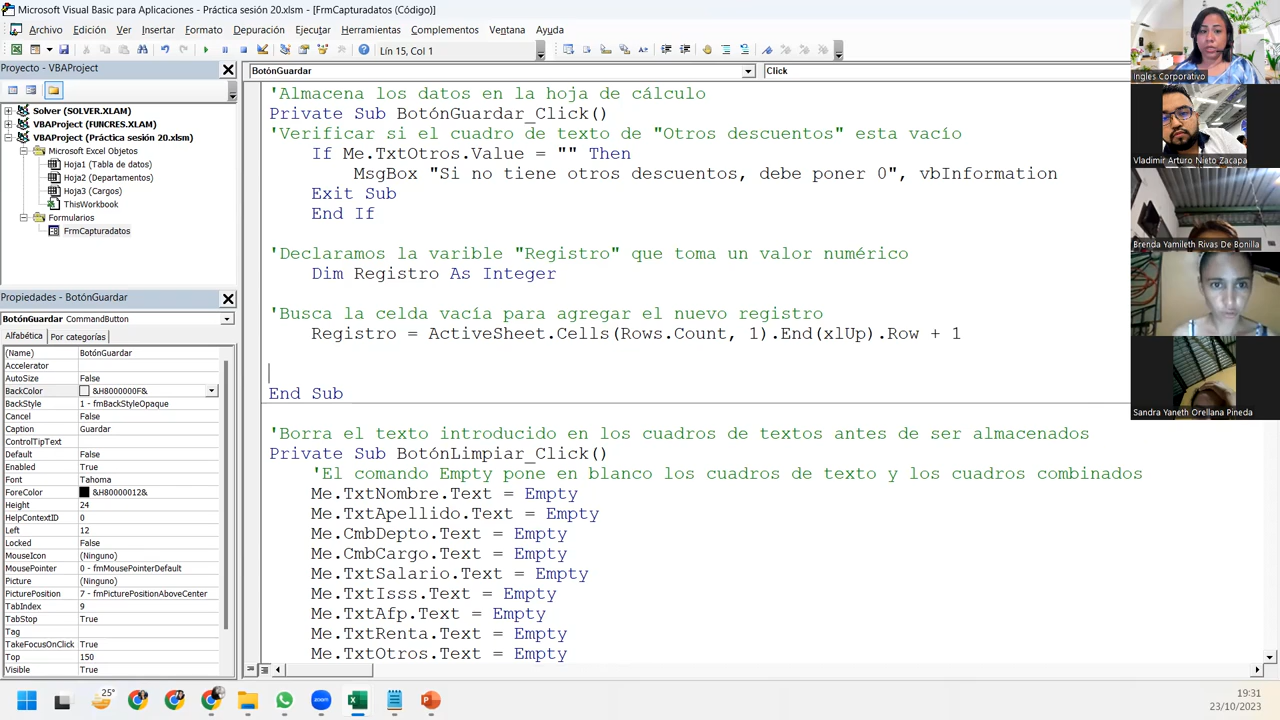 Microsoft Visual Basic para Aplicaciones - Práctica sesión 20.xlsm - [FrmCapturadatos (Código)]
Archivo Edición Ver Insertar Formato Depuración Ejecutar Herramientas Complementos Ventana Ayuda
Lín 15, Col 1
Proyecto - VBAProject
Solver (SOLVER.XLAM)
VBAProject (FUNCRES.XLAM)
VBAProject (Práctica sesión 20.xlsm)
Microsoft Excel Objetos
Hoja1 (Tabla de datos)
Hoja2 (Departamentos)
Hoja3 (Cargos)
ThisWorkbook
Formularios
FrmCapturadatos
Propiedades - BotónGuardar
BotónGuardar CommandButton
Alfabética Por categorías
(Name) BotónGuardar
Accelerator
AutoSize False
BackColor &H8000000F&
BackStyle 1 - fmBackStyleOpaque
Cancel False
Caption Guardar
ControlTipText
Default False
Enabled True
Font Tahoma
ForeColor &H80000012&
Height 24
HelpContextID 0
Left 12
Locked False
MouseIcon (Ninguno)
MousePointer 0 - fmMousePointerDefault
Picture (Ninguno)
PicturePosition 7 - fmPicturePositionAboveCenter
TabIndex 9
TabStop True
Tag
TakeFocusOnClick True
Top 150
Visible True
BotónGuardar
Click
'Almacena los datos en la hoja de cálculo
Private Sub BotónGuardar_Click()
'Verificar si el cuadro de texto de "Otros descuentos" esta vacío
If Me.TxtOtros.Value = "" Then
MsgBox "Si no tiene otros descuentos, debe poner 0", vbInformation
Exit Sub
End If
'Declaramos la varible "Registro" que toma un valor numérico
Dim Registro As Integer
'Busca la celda vacía para agregar el nuevo registro
Registro = ActiveSheet.Cells(Rows.Count, 1).End(xlUp).Row + 1
End Sub
'Borra el texto introducido en los cuadros de textos antes de ser almacenados
Private Sub BotónLimpiar_Click()
'El comando Empty pone en blanco los cuadros de texto y los cuadros combinados
Me.TxtNombre.Text = Empty
Me.TxtApellido.Text = Empty
Me.CmbDepto.Text = Empty
Me.CmbCargo.Text = Empty
Me.TxtSalario.Text = Empty
Me.TxtIsss.Text = Empty
Me.TxtAfp.Text = Empty
Me.TxtRenta.Text = Empty
Me.TxtOtros.Text = Empty
Ingles Corporativo
Vladimir Arturo Nieto Zacapa
Brenda Yamileth Rivas De Bonilla
Sandra Yaneth Orellana Pineda
25°
zoom
19:31
23/10/2023